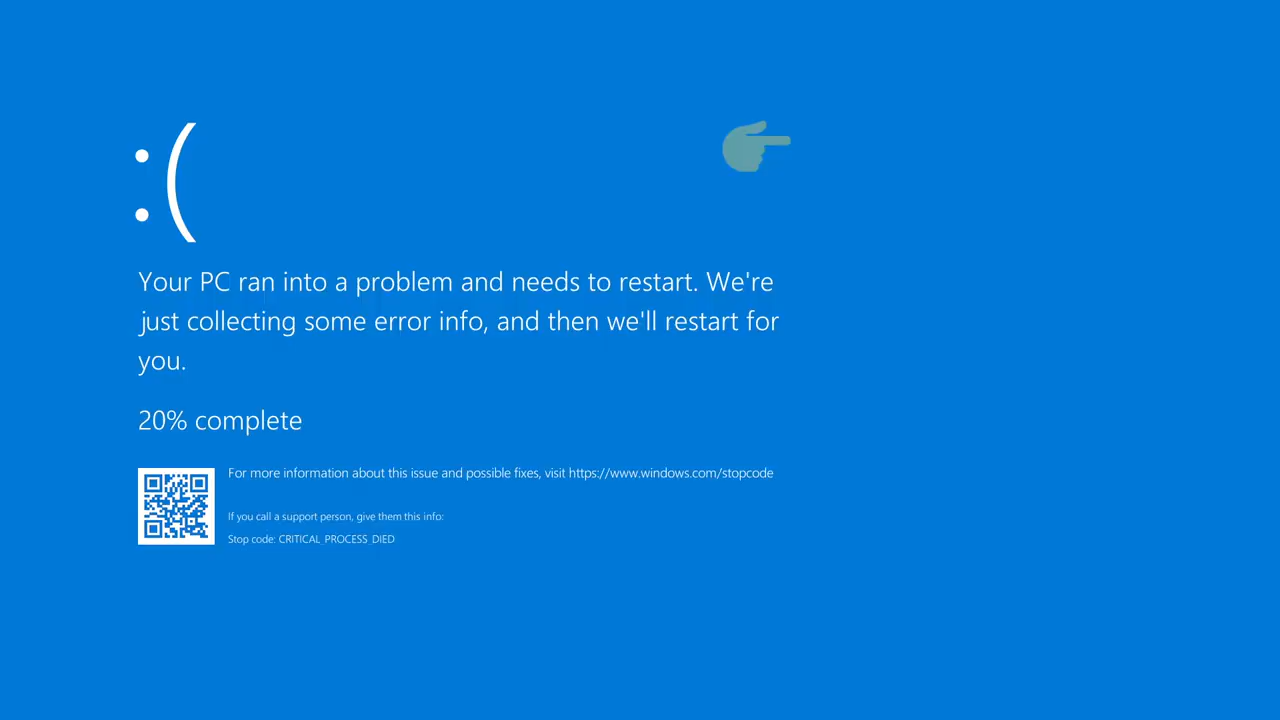 :(
Your PC ran into a problem and needs to restart. We're
just collecting some error info, and then we'll restart for
you.
20% complete
For more information about this issue and possible fixes, visit https://www.windows.com/stopcode
If you call a support person, give them this info:
Stop code: CRITICAL_PROCESS_DIED